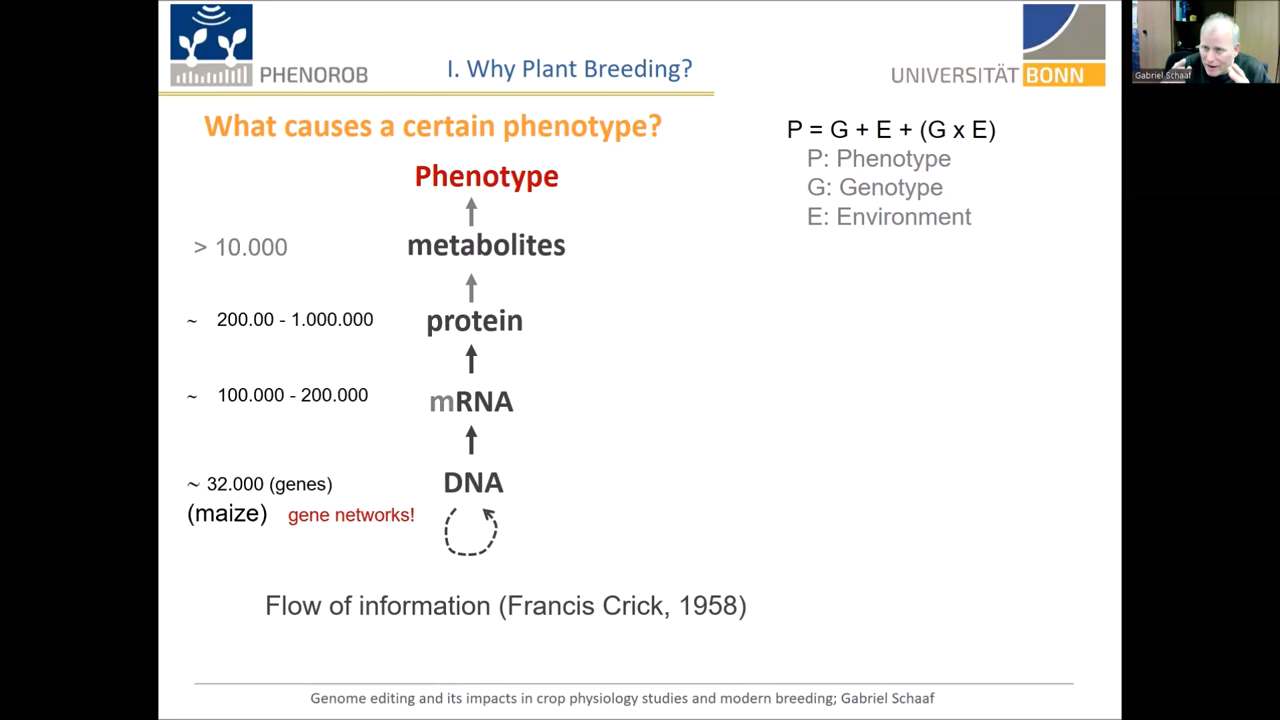 PHENOROB
I. Why Plant Breeding?
UNIVERSITÄT BONN
Gabriel Schaaf
What causes a certain phenotype?
P = G + E + (G x E)
P: Phenotype
G: Genotype
E: Environment
Phenotype
> 10.000 metabolites
~ 200.00 - 1.000.000 protein
~ 100.000 - 200.000 mRNA
~ 32.000 (genes) DNA
(maize) gene networks!
Flow of information (Francis Crick, 1958)
Genome editing and its impacts in crop physiology studies and modern breeding; Gabriel Schaaf